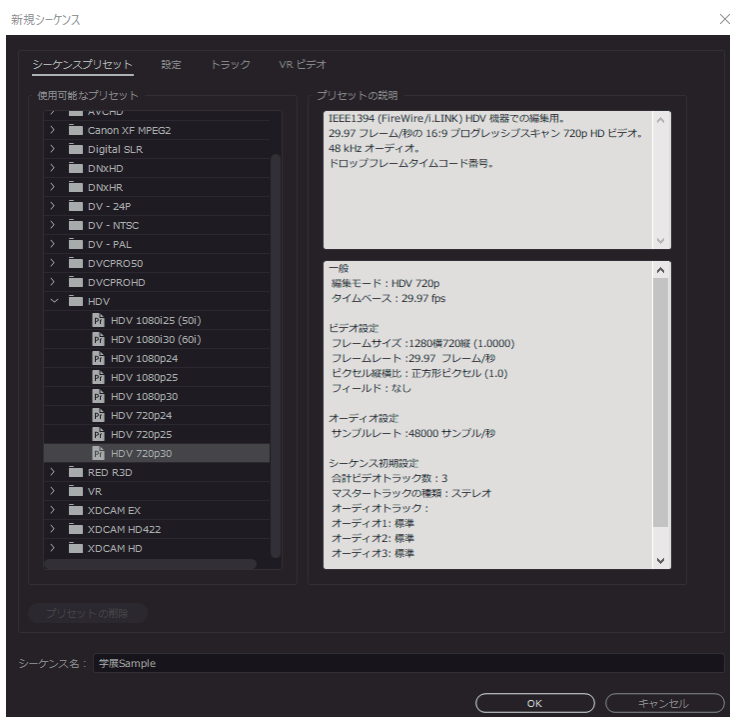 新規シーケンス
シーケンスプリセット 設定 トラック VR ビデオ
使用可能なプリセット
AVCHD
Canon XF MPEG2
Digital SLR
DNxHD
DNxHR
DV - 24P
DV - NTSC
DV - PAL
DVCPRO50
DVCPROHD
HDV
HDV 1080i25 (50i)
HDV 1080i30 (60i)
HDV 1080p24
HDV 1080p25
HDV 1080p30
HDV 720p24
HDV 720p25
HDV 720p30
RED R3D
VR
XDCAM EX
XDCAM HD422
XDCAM HD
プリセットの説明
IEEE1394 (FireWire/i.LINK) HDV 機器での編集用。
29.97 フレーム/秒の 16:9 プログレッシブスキャン 720p HD ビデオ。
48 kHz オーディオ。
ドロップフレームタイムコード番号。
一般
編集モード : HDV 720p
タイムベース : 29.97 fps
ビデオ設定
フレームサイズ :1280横720縦 (1.0000)
フレームレート :29.97 フレーム/秒
ピクセル縦横比 : 正方形ピクセル (1.0)
フィールド : なし
オーディオ設定
サンプルレート :48000 サンプル/秒
シーケンス初期設定
合計ビデオトラック数 : 3
マスタートラックの種類 : ステレオ
オーディオトラック :
オーディオ1: 標準
オーディオ2: 標準
オーディオ3: 標準
プリセットの削除
シーケンス名 : 学展Sample
OK キャンセル